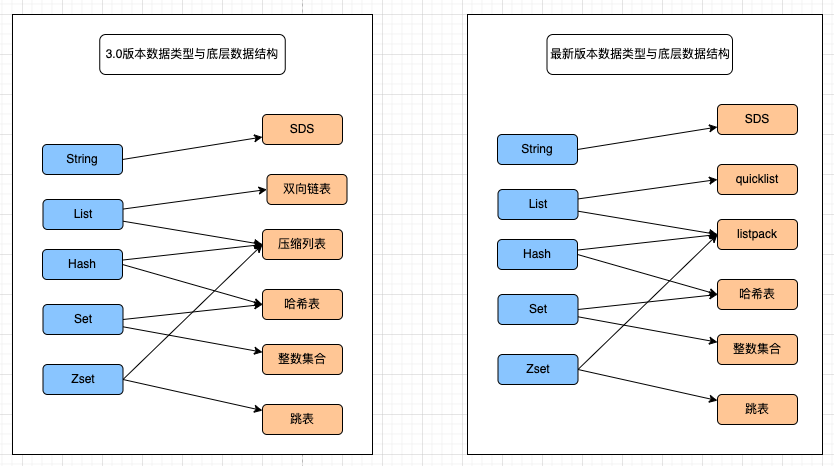 3.0版本数据类型与底层数据结构
String
List
Hash
Set
Zset
SDS
双向链表
压缩列表
哈希表
整数集合
跳表
最新版本数据类型与底层数据结构
String
List
Hash
Set
Zset
SDS
quicklist
listpack
哈希表
整数集合
跳表